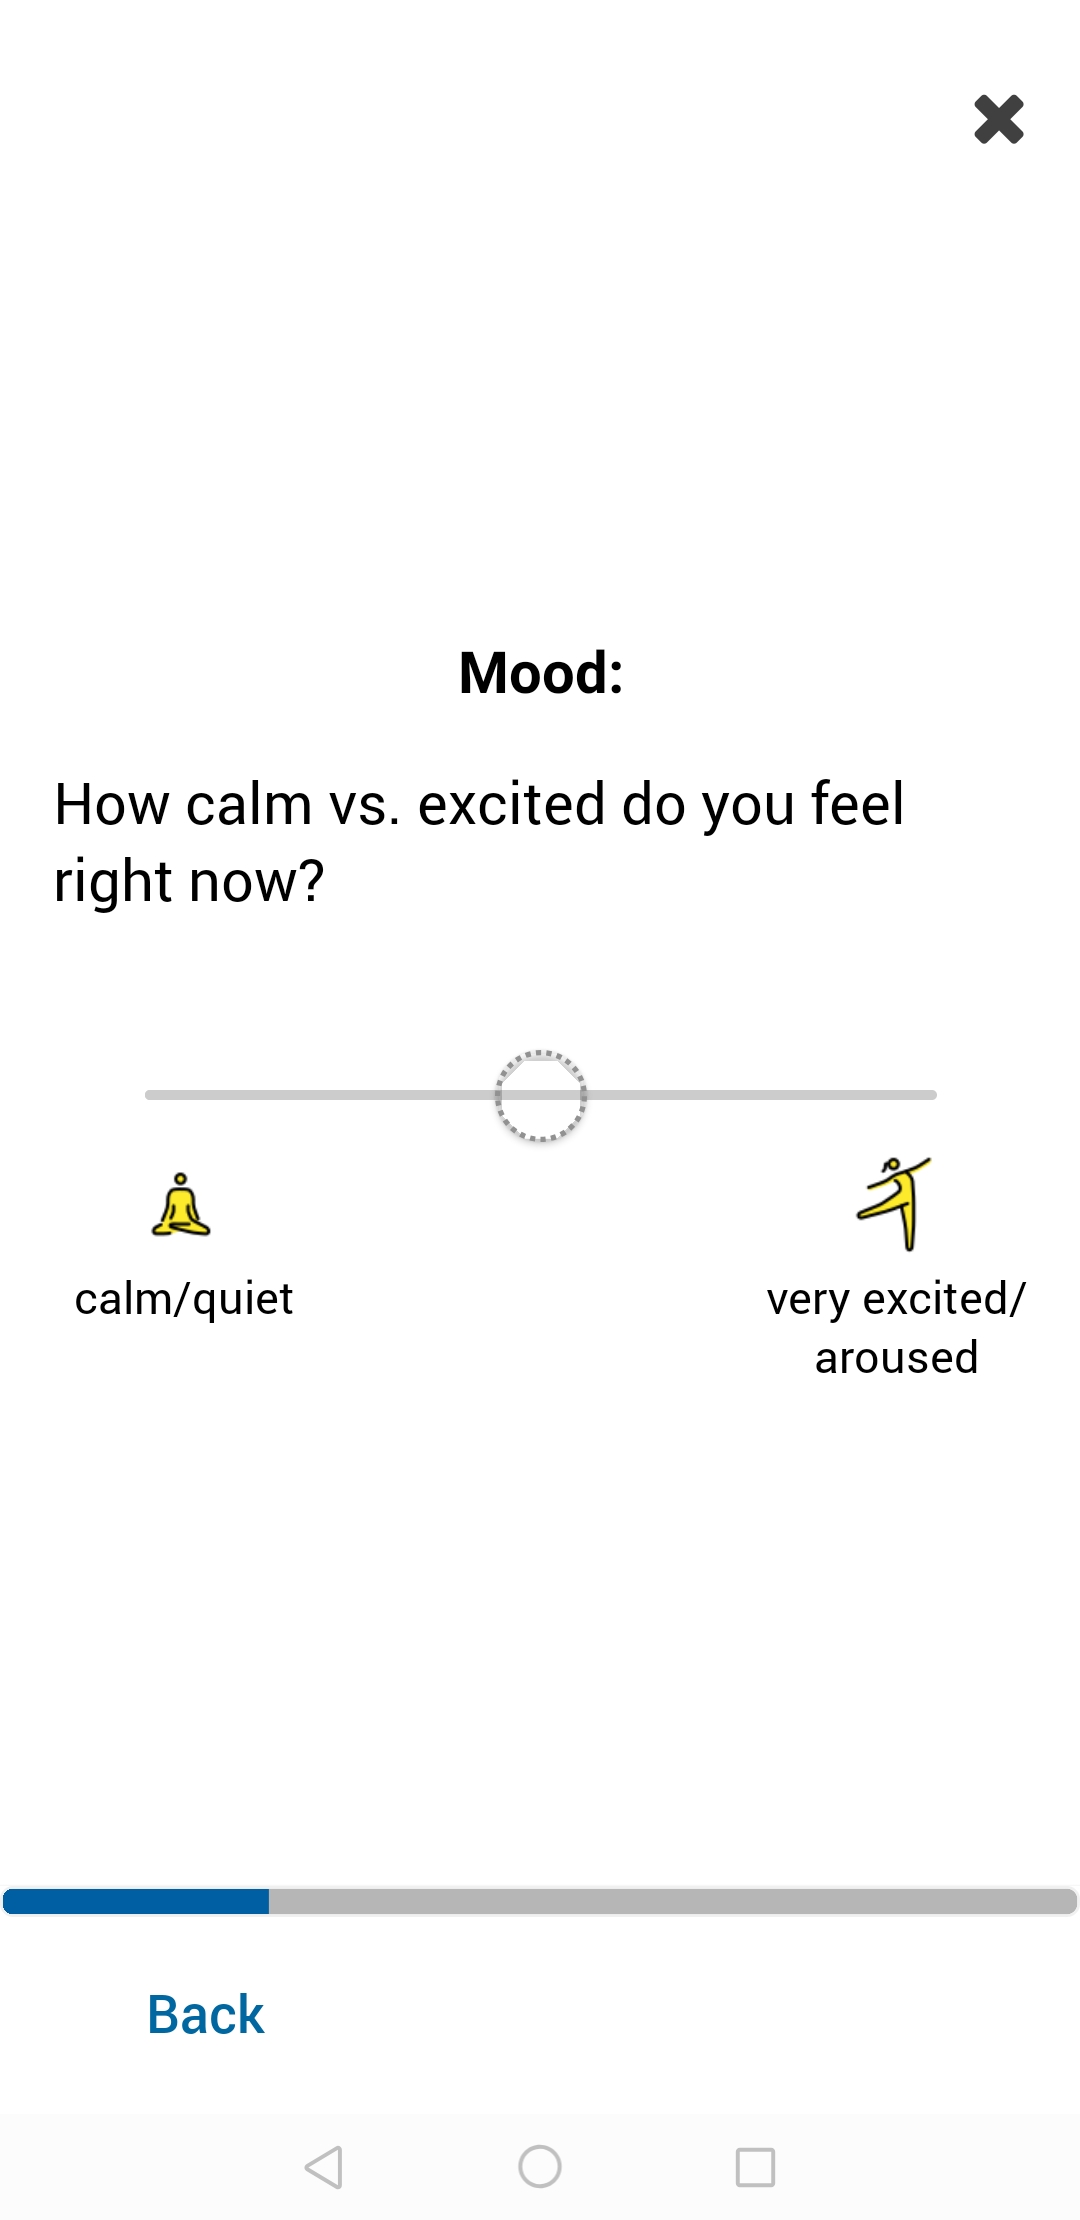 Mood:
How calm vs. excited do you feel
right now?
calm/quiet
very excited/
aroused
Back